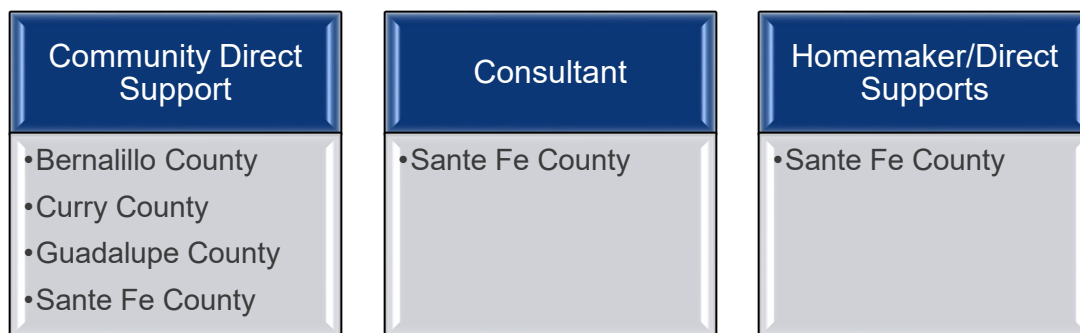 Community Direct
Support
•Bernalillo County
•Curry County
•Guadalupe County
•Sante Fe County
Consultant
•Sante Fe County
Homemaker/Direct
Supports
•Sante Fe County